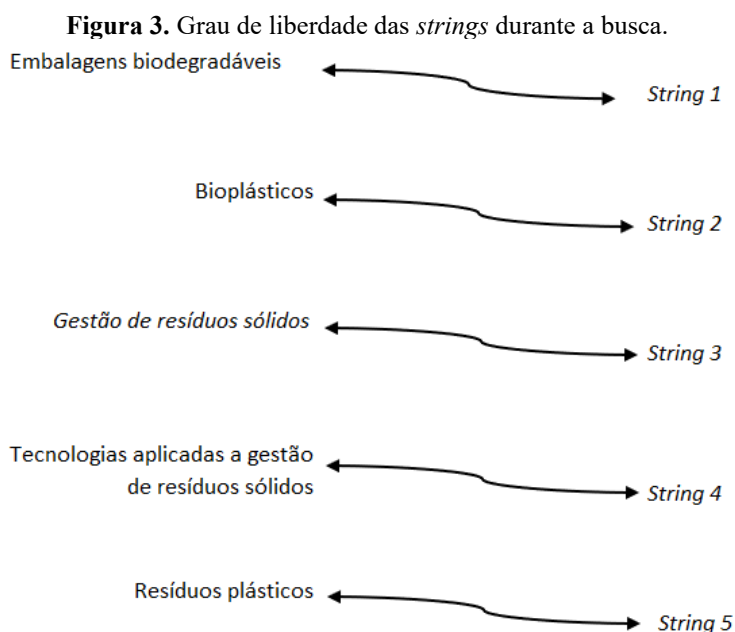 Figura 3. Grau de liberdade das strings durante a busca.
Embalagens biodegradáveis
String 1
Bioplásticos
String 2
Gestão de resíduos sólidos
String 3
Tecnologias aplicadas a gestão
de resíduos sólidos
String 4
Resíduos plásticos
String 5